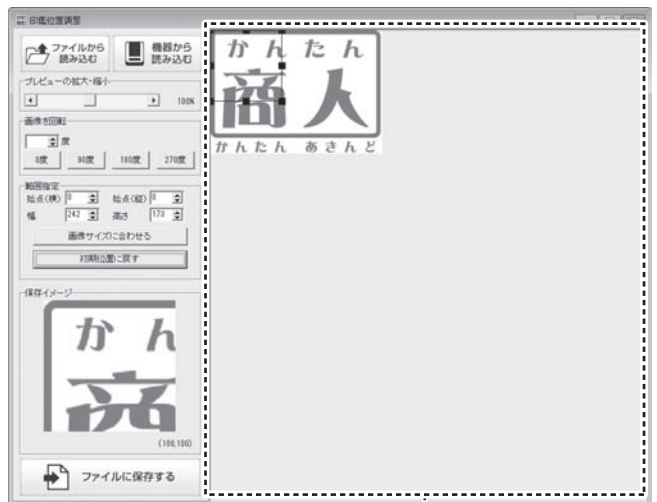 印鑑位置調整
ファイルから
読み込む
機器から
読み込む
プレビューの拡大・縮小
100%
画像を回転
度
0度 90度 180度 270度
範囲指定
始点(横) 0 始点(縦) 0
幅 242 高さ 173
画像サイズに合わせる
初期位置に戻す
保存イメージ
かん
商
(100,100)
ファイルに保存する
かんたん
商人
かんたん あきんど